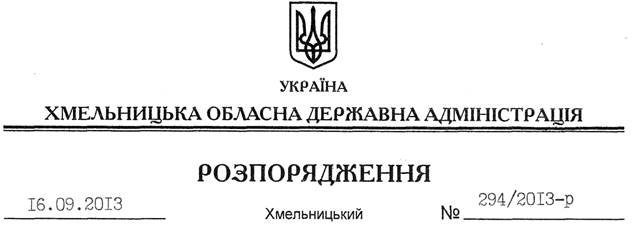 УКРАЇНА
ХМЕЛЬНИЦЬКА ОБЛАСНА ДЕРЖАВНА АДМІНІСТРАЦІЯ
РОЗПОРЯДЖЕННЯ
16.09.2013 Хмельницький № 294/2013-р